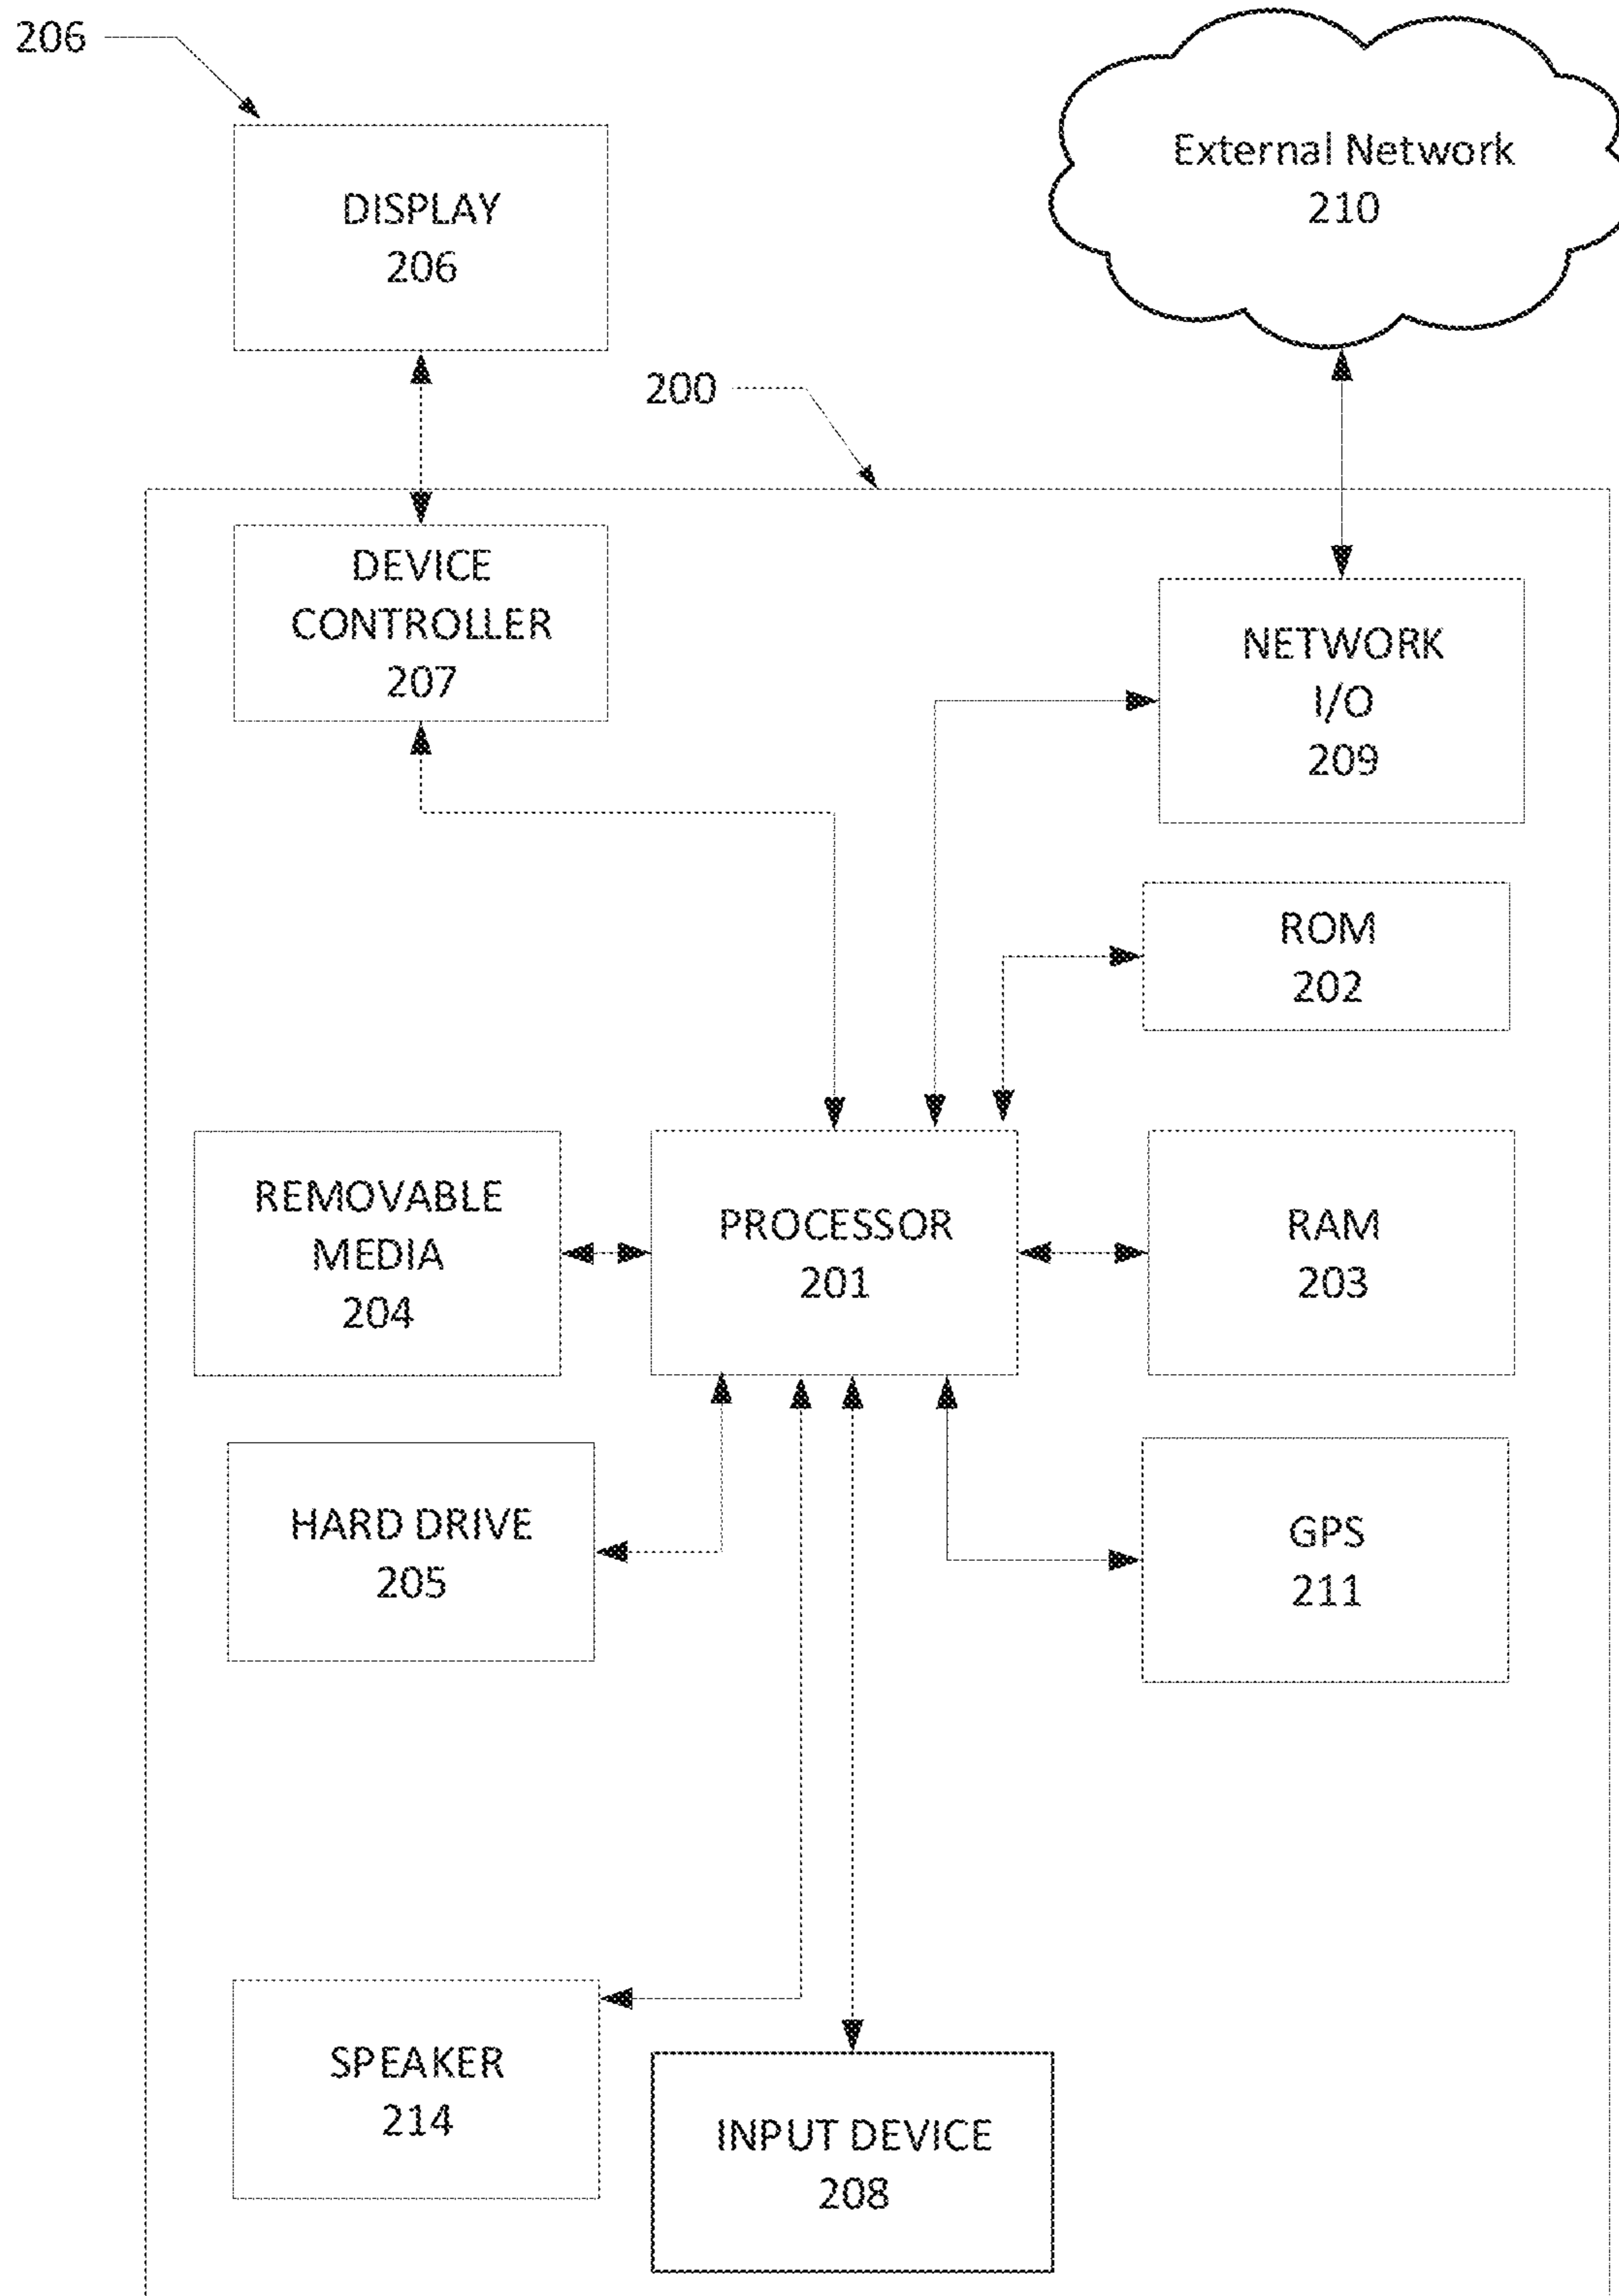 206
DISPLAY
206
External Network
210
200
DEVICE
CONTROLLER
207
NETWORK
I/O
209
ROM
202
REMOVABLE
MEDIA
204
PROCESSOR
201
RAM
203
HARD DRIVE
205
GPS
211
SPEAKER
214
INPUT DEVICE
208